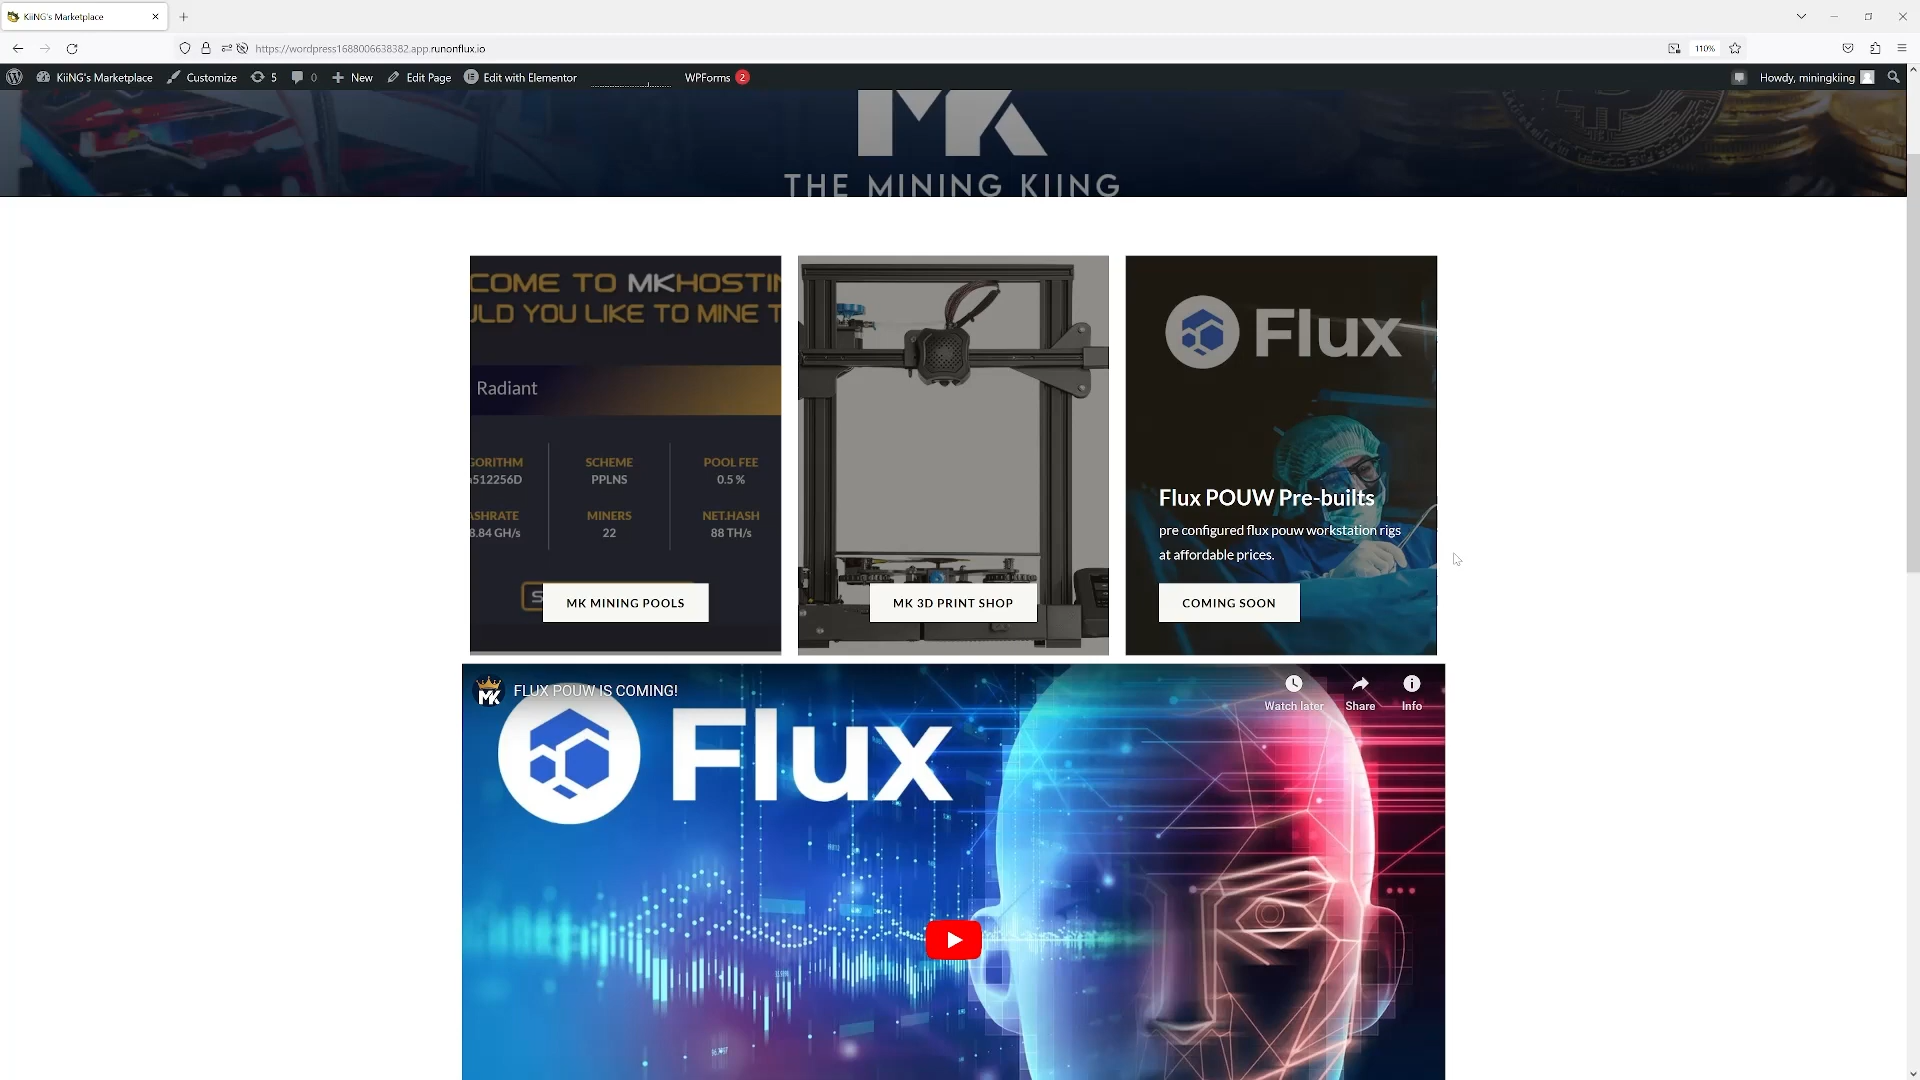 KiiNG's Marketplace
https://wordpress1688006638382.app.runonflux.io
110%
KiiNG's Marketplace
Customize
5
0
New
Edit Page
Edit with Elementor
WPForms 2
Howdy, miningkiing
MK
THE MINING KIING
COME TO MKHOSTIN
ULD YOU LIKE TO MINE T
Radiant
GORITHM SCHEME POOL FEE
512256D PPLNS 0.5 %
ASHRATE MINERS NET.HASH
8.84 GH/s 22 88 TH/s
S
MK MINING POOLS
MK 3D PRINT SHOP
Flux
Flux POUW Pre-builts
pre configured flux pouw workstation rigs
at affordable prices.
COMING SOON
MK
FLUX POUW IS COMING!
Watch later
Share
Info
Flux